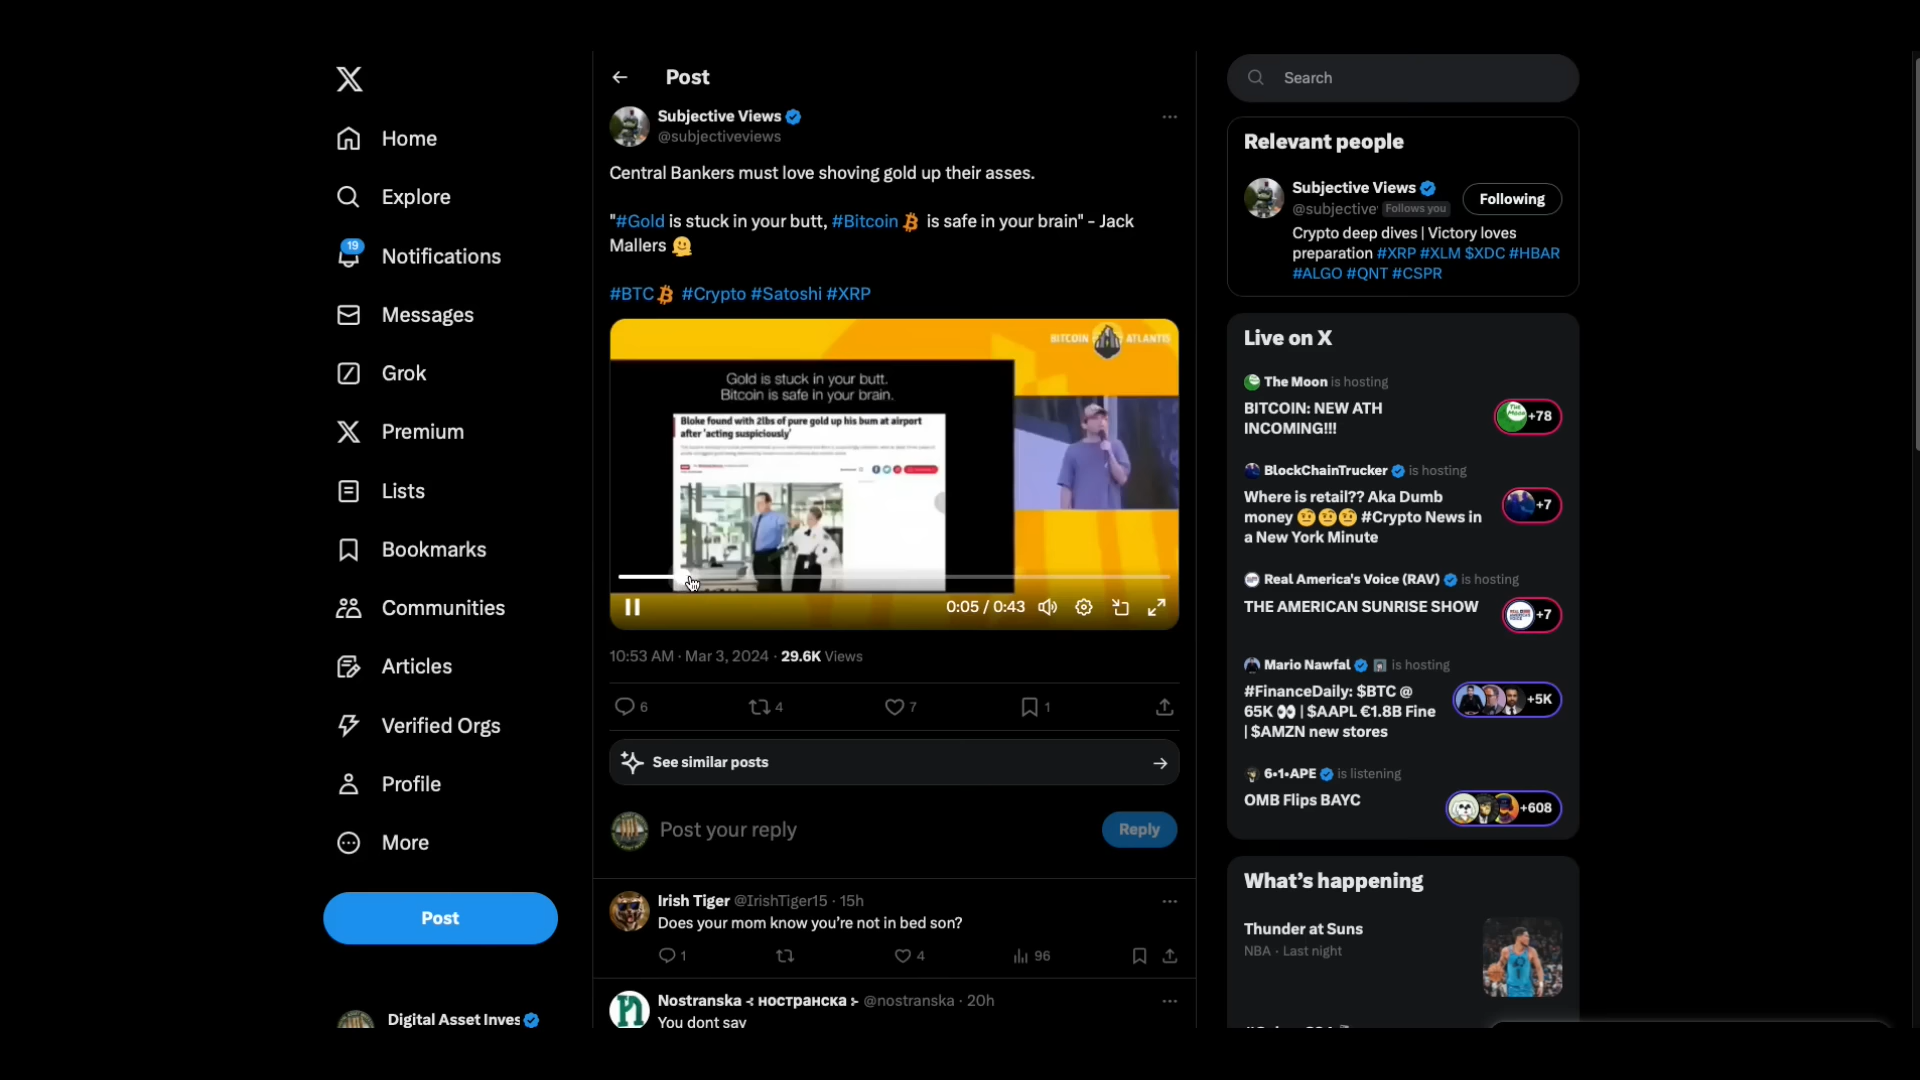 Home
Explore
19
Notifications
Messages
Grok
Premium
Lists
Bookmarks
Communities
Articles
Verified Orgs
Profile
More
Post
Digital Asset Inves
Post
Subjective Views
@subjectiveviews
Central Bankers must love shoving gold up their asses.
"#Gold is stuck in your butt, #Bitcoin is safe in your brain" - Jack
Mallers 🫠
#BTC #Crypto #Satoshi #XRP
BITCOIN ATLANTIS
Gold is stuck in your butt.
Bitcoin is safe in your brain.
Bloke found with 2lbs of pure gold up his bum at airport
after 'acting suspiciously'
0:05 / 0:43
10:53 AM · Mar 3, 2024 · 29.6K Views
6 4 7 1
See similar posts
Post your reply
Reply
Irish Tiger @IrishTiger15 · 15h
Does your mom know you're not in bed son?
1 4 96
Nostranska ⊰ ностранска ⊱ @nostranska · 20h
You dont say
Search
Relevant people
Subjective Views
@subjective Follows you
Following
Crypto deep dives | Victory loves
preparation #XRP #XLM $XDC #HBAR
#ALGO #QNT #CSPR
Live on X
The Moon is hosting
BITCOIN: NEW ATH
INCOMING!!!
+78
BlockChainTrucker is hosting
Where is retail?? Aka Dumb
money 🤨🤨🤨 #Crypto News in
a New York Minute
+7
Real America's Voice (RAV) is hosting
THE AMERICAN SUNRISE SHOW
+7
Mario Nawfal is hosting
#FinanceDaily: $BTC @
65K 👀 | $AAPL €1.8B Fine
| $AMZN new stores
+5K
6•1•APE is listening
OMB Flips BAYC
+608
What's happening
Thunder at Suns
NBA · Last night